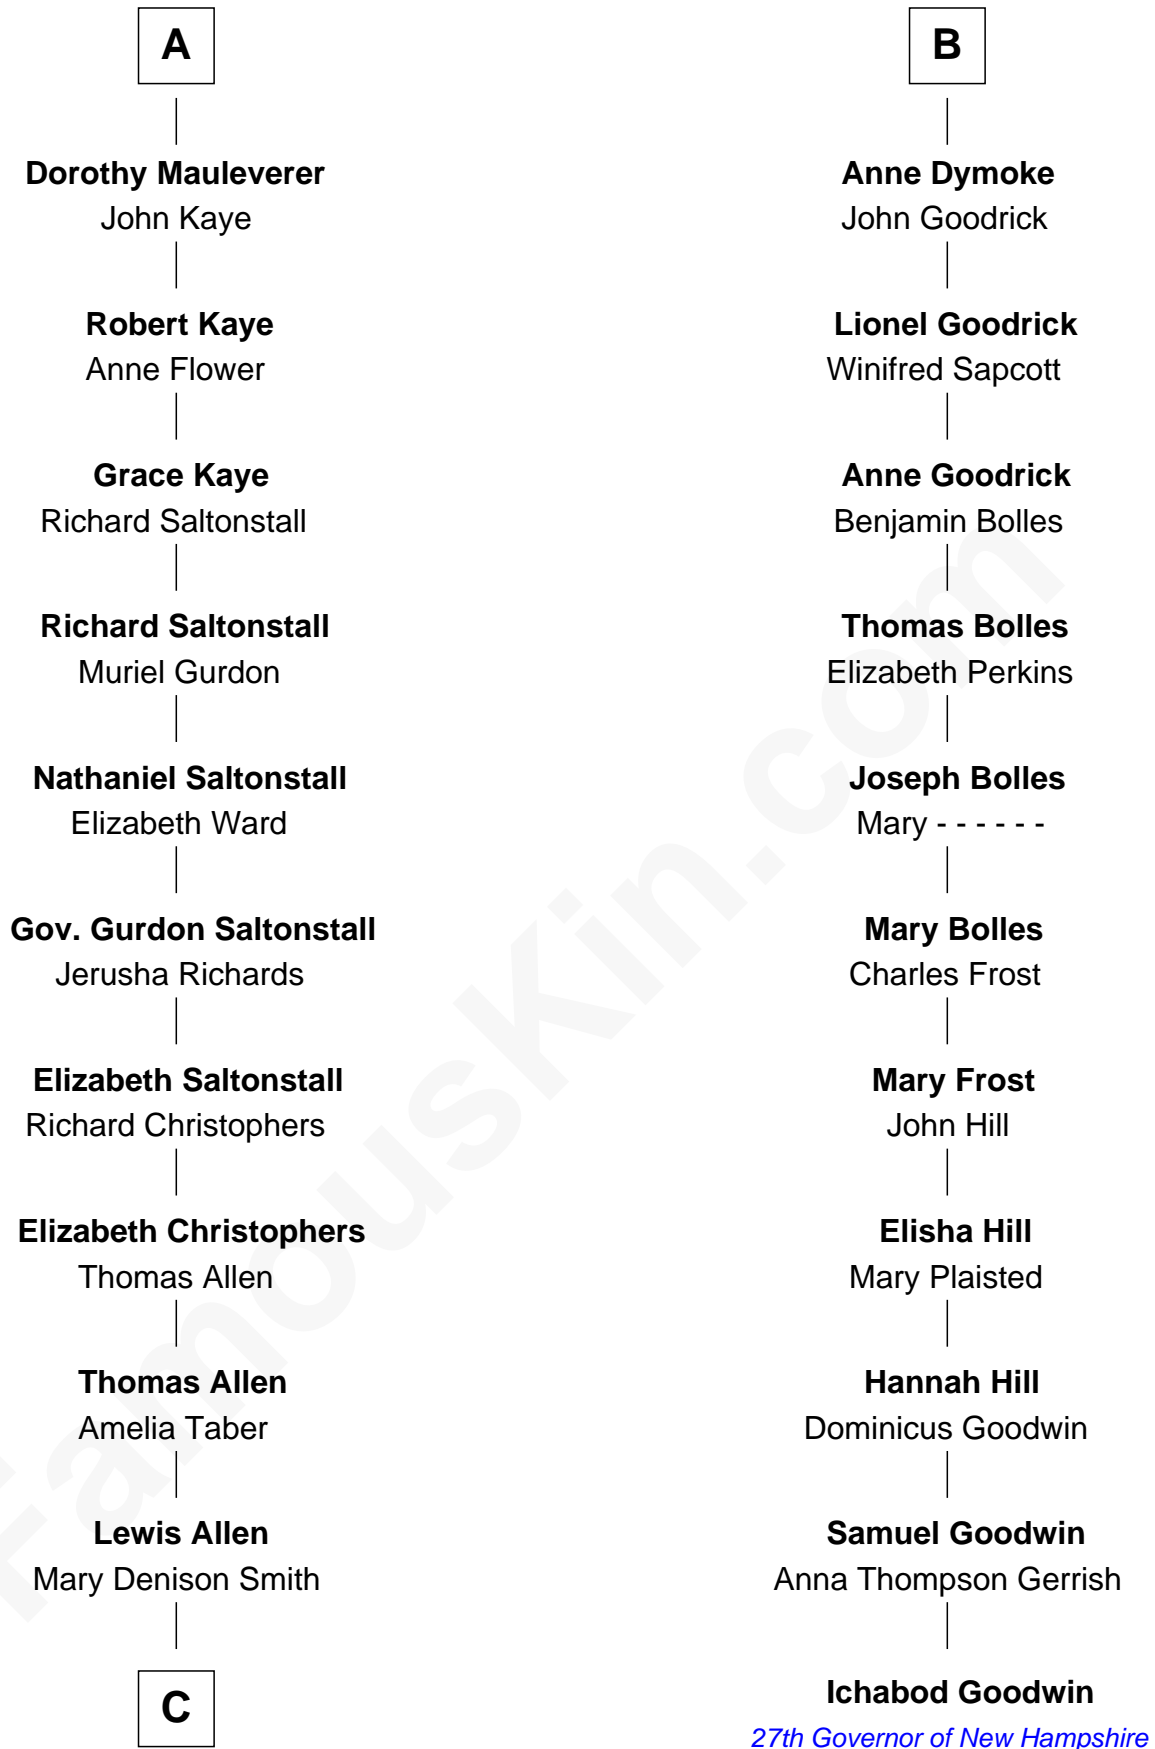 A
Dorothy Mauleverer
John Kaye
Robert Kaye
Anne Flower
Grace Kaye
Richard Saltonstall
Richard Saltonstall
Muriel Gurdon
Nathaniel Saltonstall
Elizabeth Ward
Gov. Gurdon Saltonstall
Jerusha Richards
Elizabeth Saltonstall
Richard Christophers
Elizabeth Christophers
Thomas Allen
Thomas Allen
Amelia Taber
Lewis Allen
Mary Denison Smith
C
B
Anne Dymoke
John Goodrick
Lionel Goodrick
Winifred Sapcott
Anne Goodrick
Benjamin Bolles
Thomas Bolles
Elizabeth Perkins
Joseph Bolles
Mary - - - - - -
Mary Bolles
Charles Frost
Mary Frost
John Hill
Elisha Hill
Mary Plaisted
Hannah Hill
Dominicus Goodwin
Samuel Goodwin
Anna Thompson Gerrish
Ichabod Goodwin
27th Governor of New Hampshire
FamousKin.com